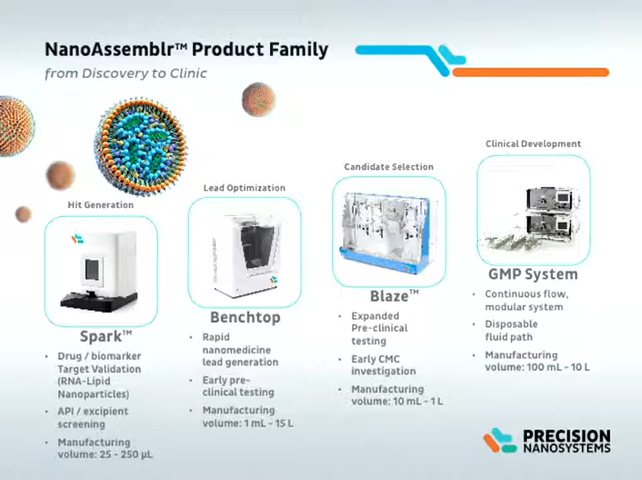 NanoAssemblr™ Product Family
from Discovery to Clinic
Hit Generation
Spark™
• Drug / biomarker
Target Validation
(RNA-Lipid
Nanoparticles)
• API / excipient
screening
• Manufacturing
volume: 25 - 250 µL
Lead Optimization
Benchtop
• Rapid
nanomedicine
lead generation
• Early pre-
clinical testing
• Manufacturing
volume: 1 mL - 15 L
Candidate Selection
Blaze™
• Expanded
Pre-clinical
testing
• Early CMC
investigation
• Manufacturing
volume: 10 mL - 1 L
Clinical Development
GMP System
• Continuous flow,
modular system
• Disposable
fluid path
• Manufacturing
volume: 100 mL - 10 L
PRECISION
NANOSYSTEMS